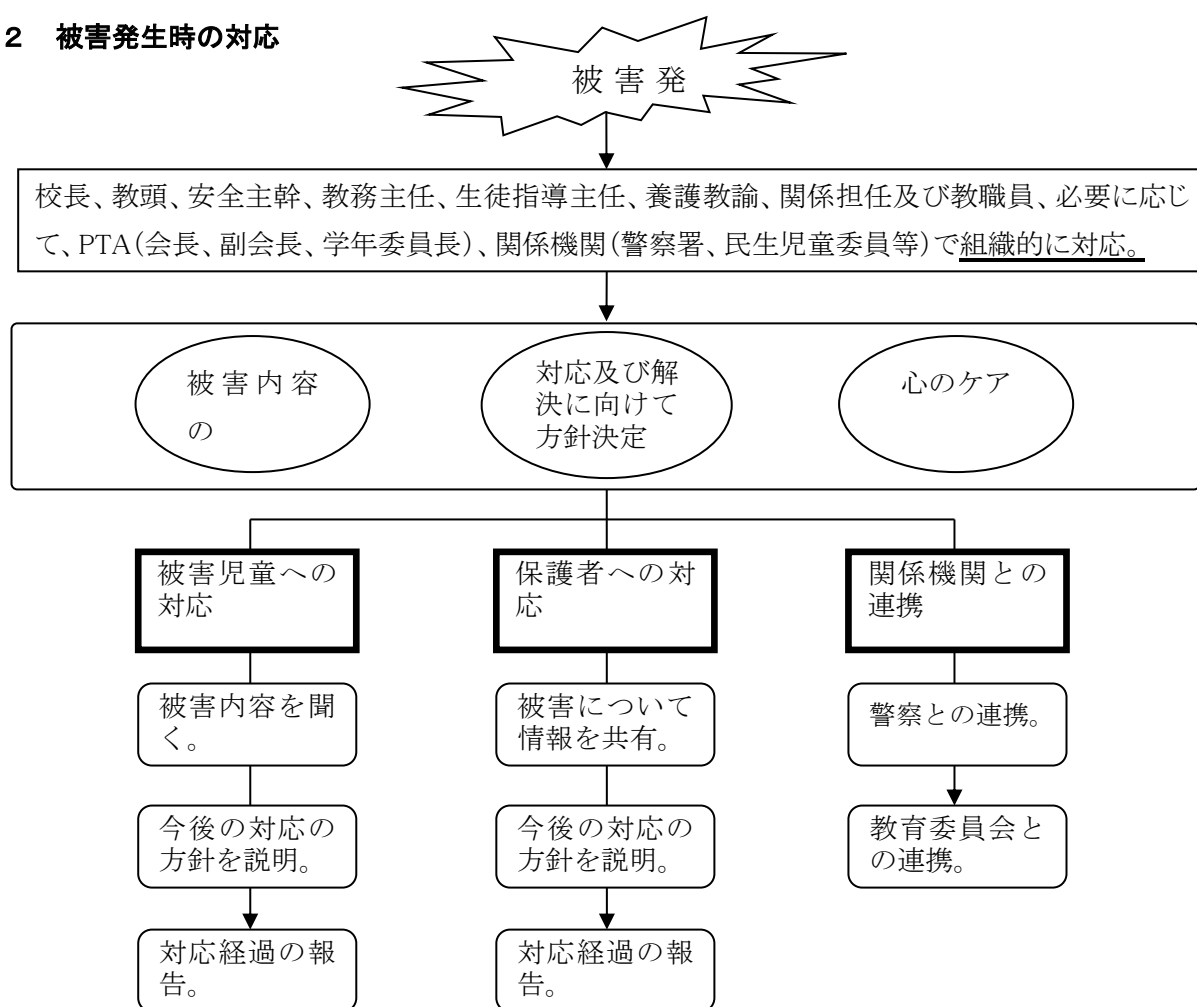 ２　被害発生時の対応
被害発
校長、教頭、安全主幹、教務主任、生徒指導主任、養護教諭、関係担任及び教職員、必要に応じ
て、PTA(会長、副会長、学年委員長)、関係機関(警察署、民生児童委員等)で組織的に対応。
被害内容
の
対応及び解
決に向けて
方針決定
心のケア
被害児童への
対応
保護者への対
応
関係機関との
連携
被害内容を聞
く。
被害について
情報を共有。
警察との連携。
今後の対応の
方針を説明。
今後の対応の
方針を説明。
教育委員会と
の連携。
対応経過の報
告。
対応経過の報
告。